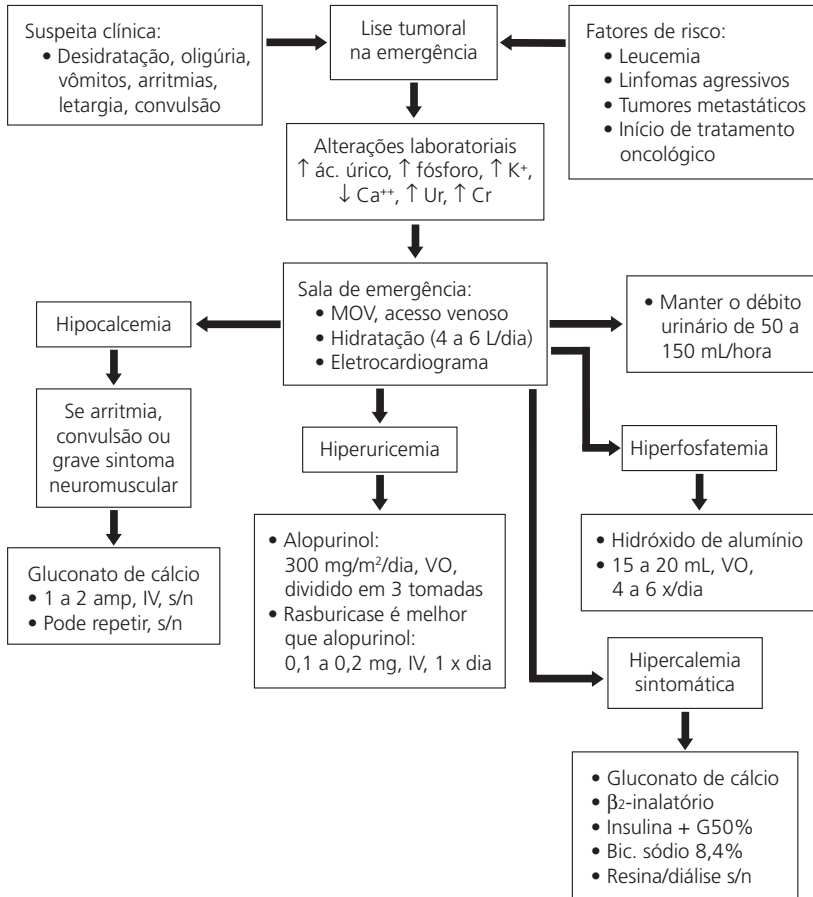 Suspeita clínica:
• Desidratação, oligúria,
vômitos, arritmias,
letargia, convulsão
Lise tumoral
na emergência
Fatores de risco:
• Leucemia
• Linfomas agressivos
• Tumores metastáticos
• Início de tratamento
oncológico
Alterações laboratoriais
↑ ác. úrico, ↑ fósforo, ↑ K⁺,
↓ Ca⁺⁺, ↑ Ur, ↑ Cr
Sala de emergência:
• MOV, acesso venoso
• Hidratação (4 a 6 L/dia)
• Eletrocardiograma
Hipocalcemia
• Manter o débito
urinário de 50 a
150 mL/hora
Se arritmia,
convulsão ou
grave sintoma
neuromuscular
Hiperuricemia
Hiperfosfatemia
Gluconato de cálcio
• 1 a 2 amp, IV, s/n
• Pode repetir, s/n
• Alopurinol:
300 mg/m²/dia, VO,
dividido em 3 tomadas
• Rasburicase é melhor
que alopurinol:
0,1 a 0,2 mg, IV, 1 x dia
• Hidróxido de alumínio
• 15 a 20 mL, VO,
4 a 6 x/dia
Hipercalemia
sintomática
• Gluconato de cálcio
• β₂-inalatório
• Insulina + G50%
• Bic. sódio 8,4%
• Resina/diálise s/n